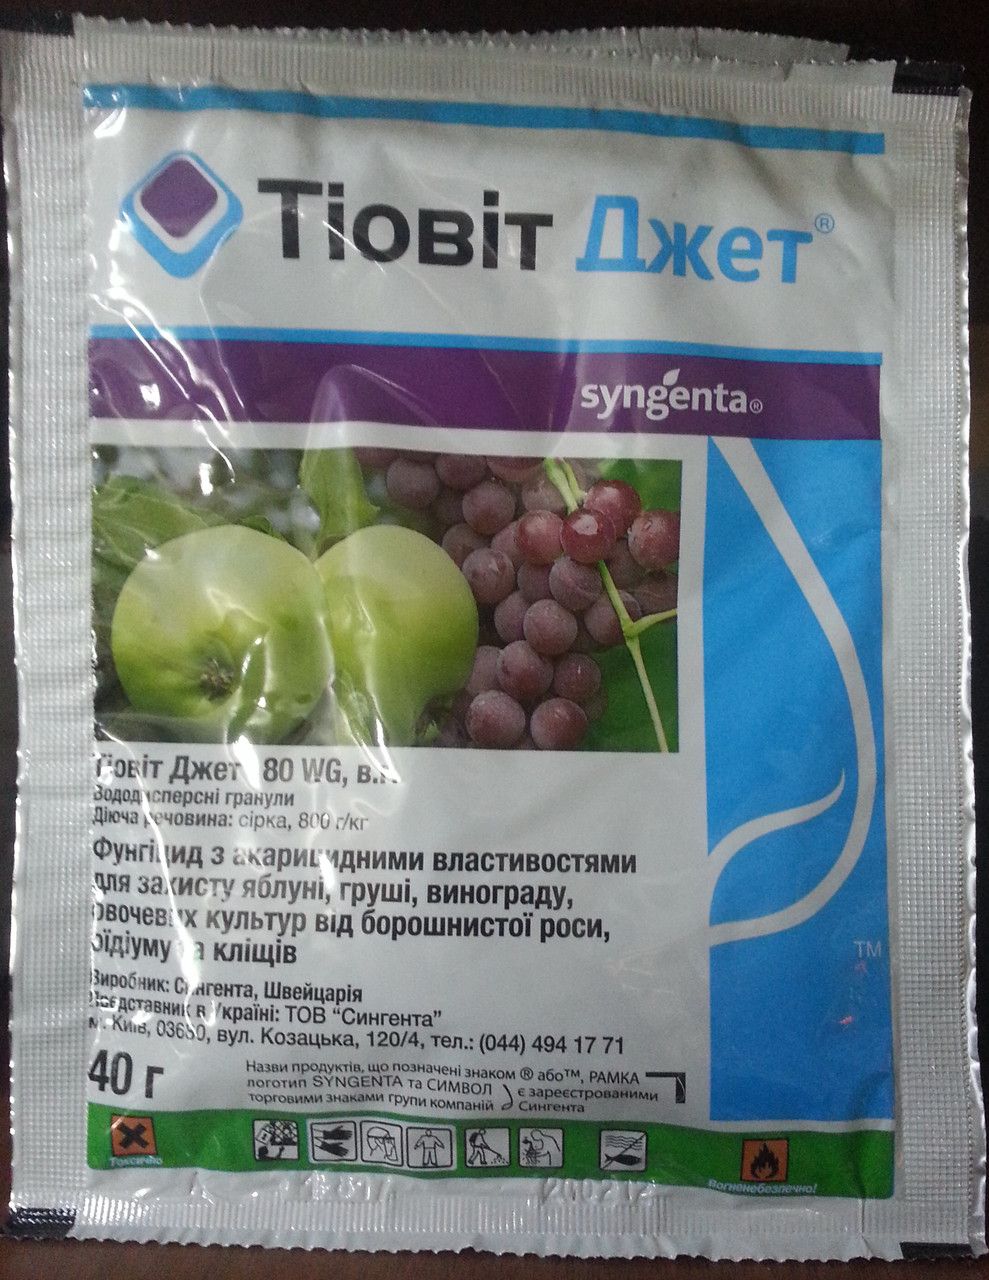 Тіовіт Джет®
syngenta®
Тіовіт Джет 80 WG, в.г.
Вододисперсні гранули
Діюча речовина: сірка, 800 г/кг
Фунгіцид з акарицидними властивостями
для захисту яблуні, груші, винограду,
овочевих культур від борошнистої роси,
оїдіуму та кліщів
TM
Виробник: Сингента, Швейцарія
Представник в Україні: ТОВ "Сингента"
м. Київ, 03680, вул. Козацька, 120/4, тел.: (044) 494 17 71
40 г
Назви продуктів, що позначені знаком ® або™, РАМКА
логотип SYNGENTA та СИМВОЛ є зареєстрованими
торговими знаками групи компаній Сингента
Токсично
Вогненебезпечно!